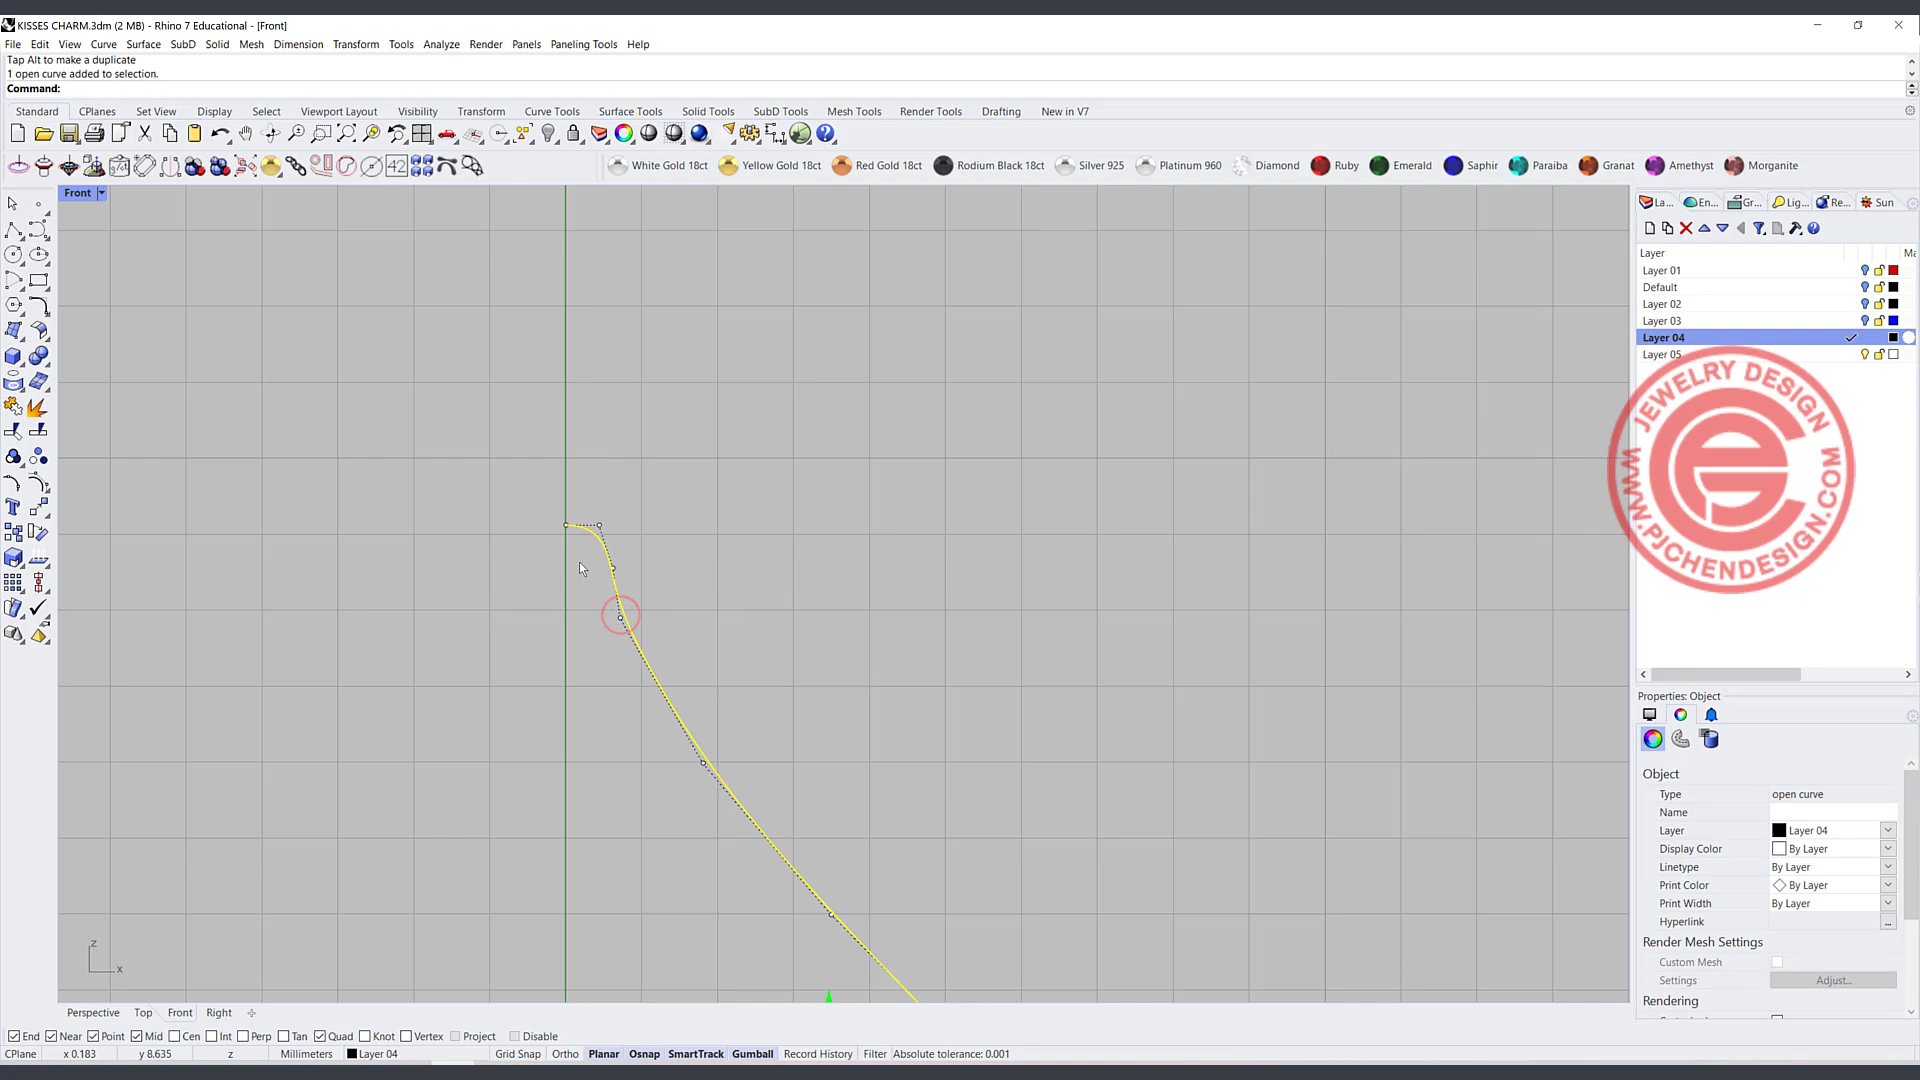 KISSES CHARM.3dm (2 MB) - Rhino 7 Educational - [Front]
File Edit View Curve Surface SubD Solid Mesh Dimension Transform Tools Analyze Render Panels Paneling Tools Help
Tap Alt to make a duplicate
1 open curve added to selection.
Command:
Standard CPlanes Set View Display Select Viewport Layout Visibility Transform Curve Tools Surface Tools Solid Tools SubD Tools Mesh Tools Render Tools Drafting New in V7
42 White Gold 18ct Yellow Gold 18ct Red Gold 18ct Rodium Black 18ct Silver 925 Platinum 960 Diamond Ruby Emerald Saphir Paraiba Granat Amethyst Morganite
Front
La... En... Gr... Lig... Re... Sun
Layer Ma
Layer 01
Default
Layer 02
Layer 03
Layer 04
Layer 05
JEWELRY DESIGN
WWW.PJCHENDESIGN.COM
Properties: Object
Object
Type open curve
Name
Layer Layer 04
Display Color By Layer
Linetype By Layer
Print Color By Layer
Print Width By Layer
Hyperlink ...
Render Mesh Settings
Custom Mesh
Settings Adjust...
Rendering
z
x
Perspective Top Front Right
End Near Point Mid Cen Int Perp Tan Quad Knot Vertex Project Disable
CPlane x 0.183 y 8.635 z Millimeters Layer 04 Grid Snap Ortho Planar Osnap SmartTrack Gumball Record History Filter Absolute tolerance: 0.001